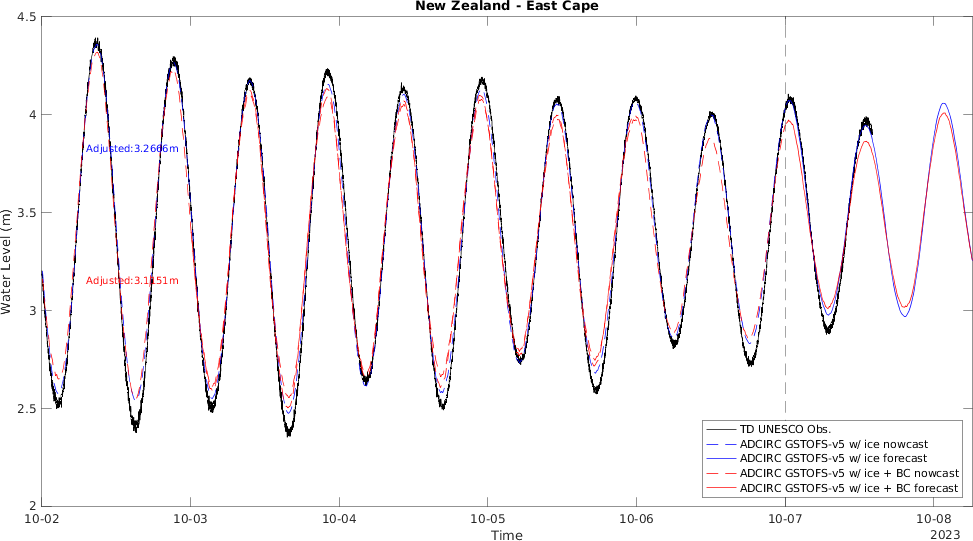 New Zealand - East Cape
4.5
4
3.5
3
2.5
2
Water Level (m)
Adjusted:3.2666m
Adjusted:3.1151m
TD UNESCO Obs.
ADCIRC GSTOFS-v5 w/ ice nowcast
ADCIRC GSTOFS-v5 w/ ice forecast
ADCIRC GSTOFS-v5 w/ ice + BC nowcast
ADCIRC GSTOFS-v5 w/ ice + BC forecast
10-02 10-03 10-04 10-05 10-06 10-07 10-08
Time
2023